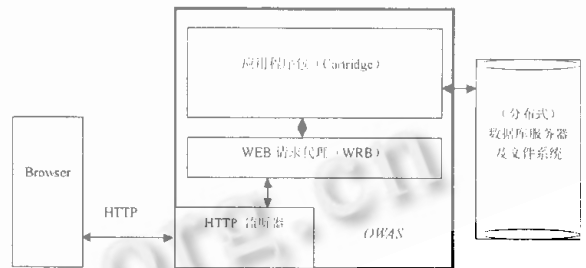 应用程序包（Cartridge）
（分布式）
数据库服务器
及文件系统
WEB 请求代理（WRB）
Browser
HTTP
HTTP 监听器
OWAS